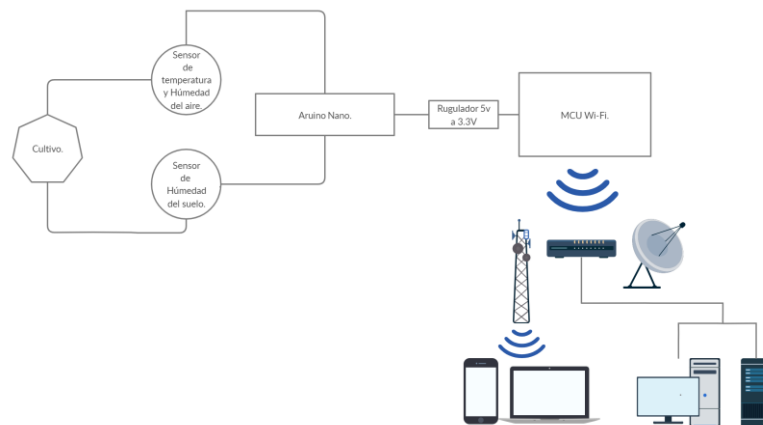 Sensor
de
temperatura
y Húmedad
del aire.
Aruino Nano.
Rugulador 5v
a 3.3V
MCU Wi-Fi.
Cultivo.
Sensor
de
Húmedad
del suelo.